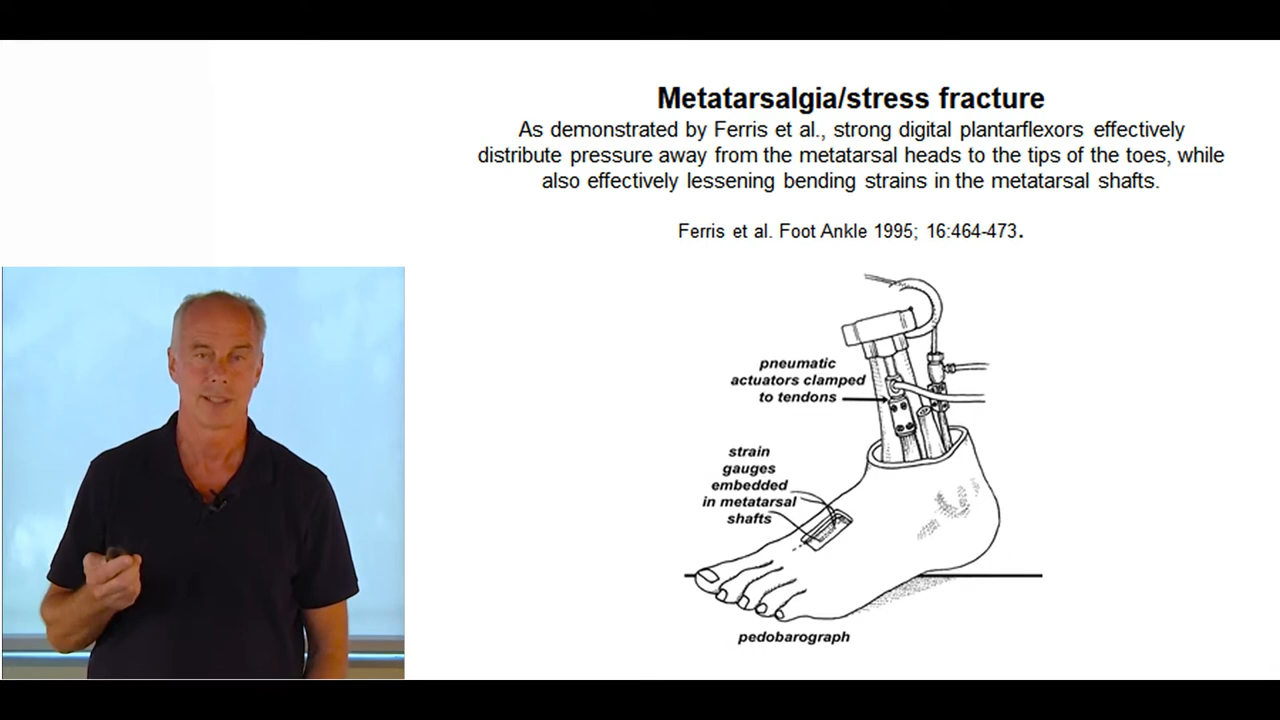 Metatarsalgia/stress fracture
As demonstrated by Ferris et al., strong digital plantarflexors effectively
distribute pressure away from the metatarsal heads to the tips of the toes, while
also effectively lessening bending strains in the metatarsal shafts.
Ferris et al. Foot Ankle 1995; 16:464-473.
pneumatic
actuators clamped
to tendons
strain
gauges
embedded
in metatarsal
shafts
pedobarograph